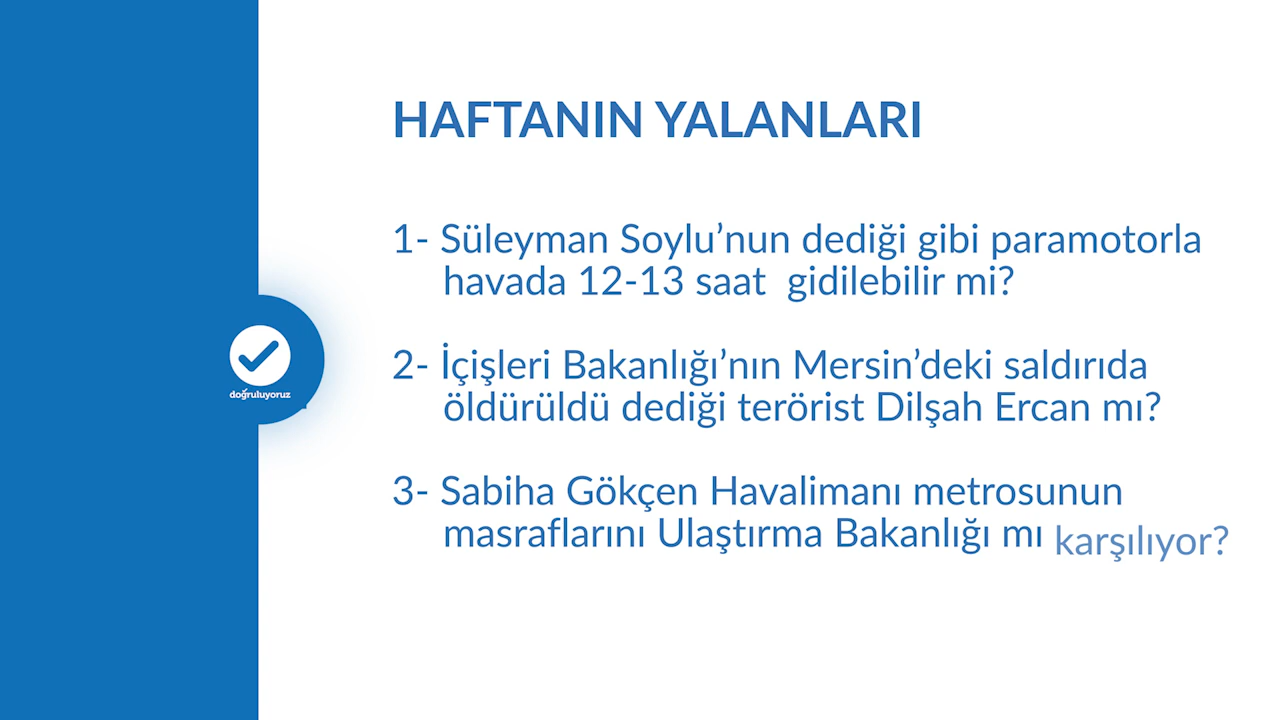 HAFTANIN YALANLARI
1- Süleyman Soylu’nun dediği gibi paramotorla
havada 12-13 saat  gidilebilir mi?
2- İçişleri Bakanlığı’nın Mersin’deki saldırıda
öldürüldü dediği terörist Dilşah Ercan mı?
3- Sabiha Gökçen Havalimanı metrosunun
masraflarını Ulaştırma Bakanlığı mı karşılıyor?
doğruluyoruz